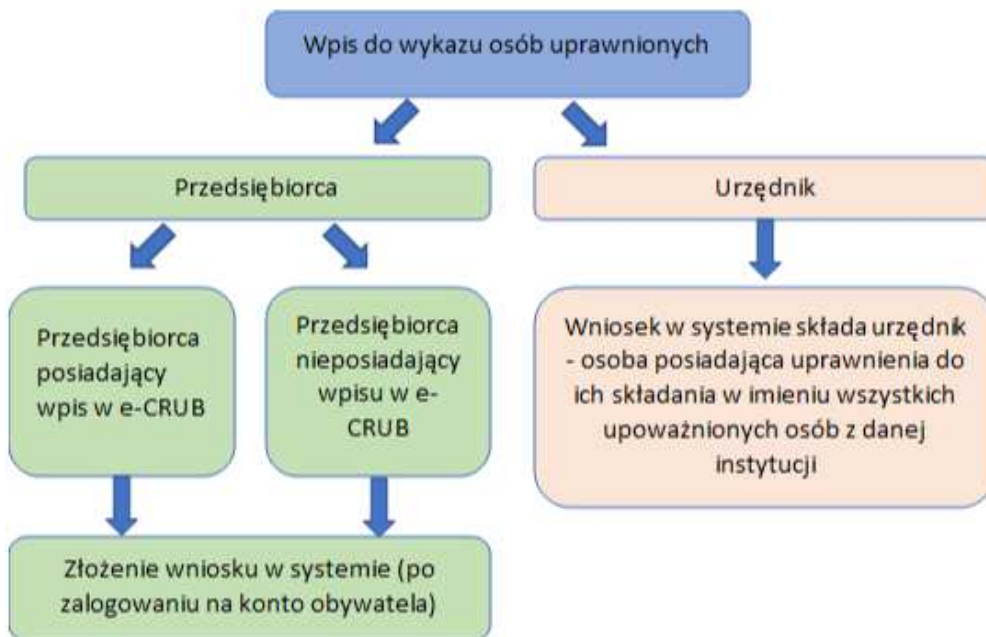 Wpis do wykazu osób uprawnionych
Przedsiębiorca
Urzędnik
Przedsiębiorca
posiadający
wpis w e-CRUB
Przedsiębiorca
nieposiadający
wpisu w e-
CRUB
Wniosek w systemie składa urzędnik
- osoba posiadająca uprawnienia do
ich składania w imieniu wszystkich
upoważnionych osób z danej
instytucji
Złożenie wniosku w systemie (po
zalogowaniu na konto obywatela)